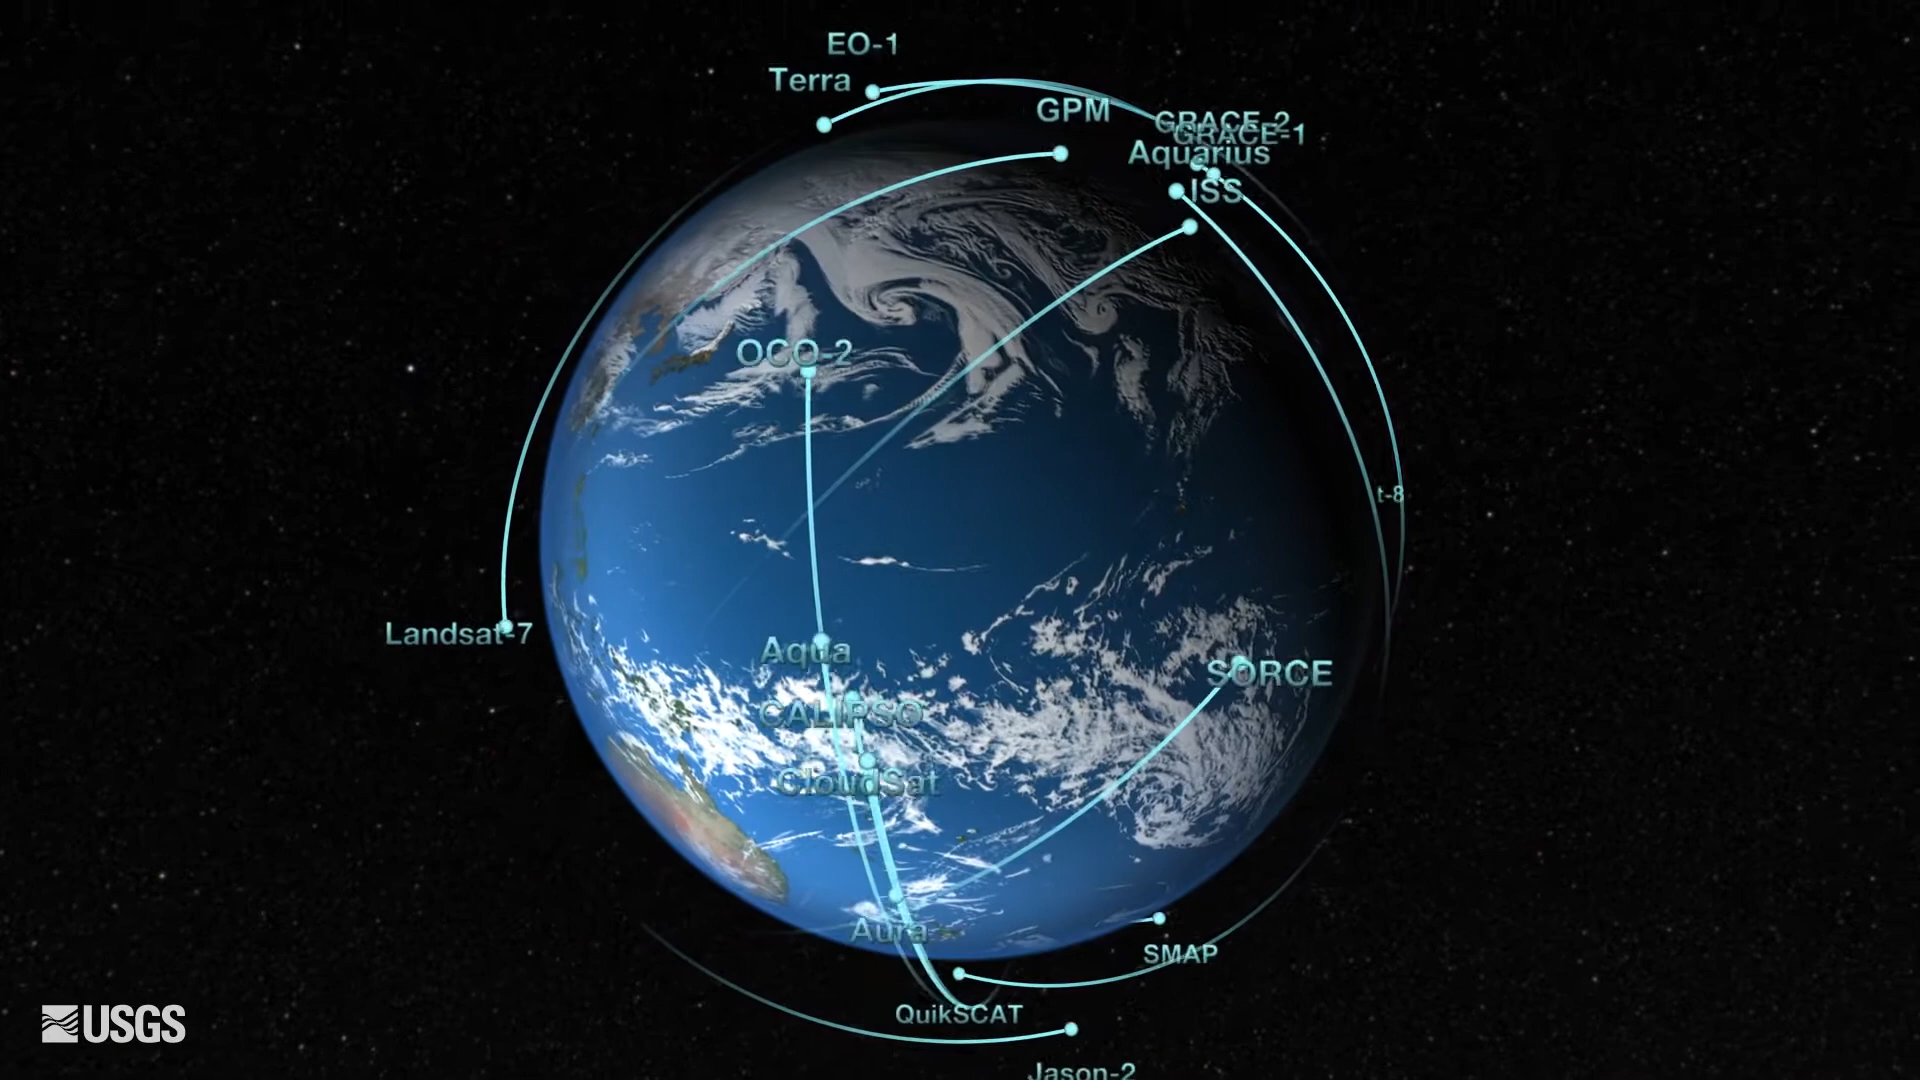 EO-1
Terra
GPM
GRACE-2
GRACE-1
Aquarius
ISS
OCO-2
t-8
Landsat-7
Aqua
SORCE
CALIPSO
CloudSat
Aura
SMAP
QuikSCAT
USGS
Jason-2